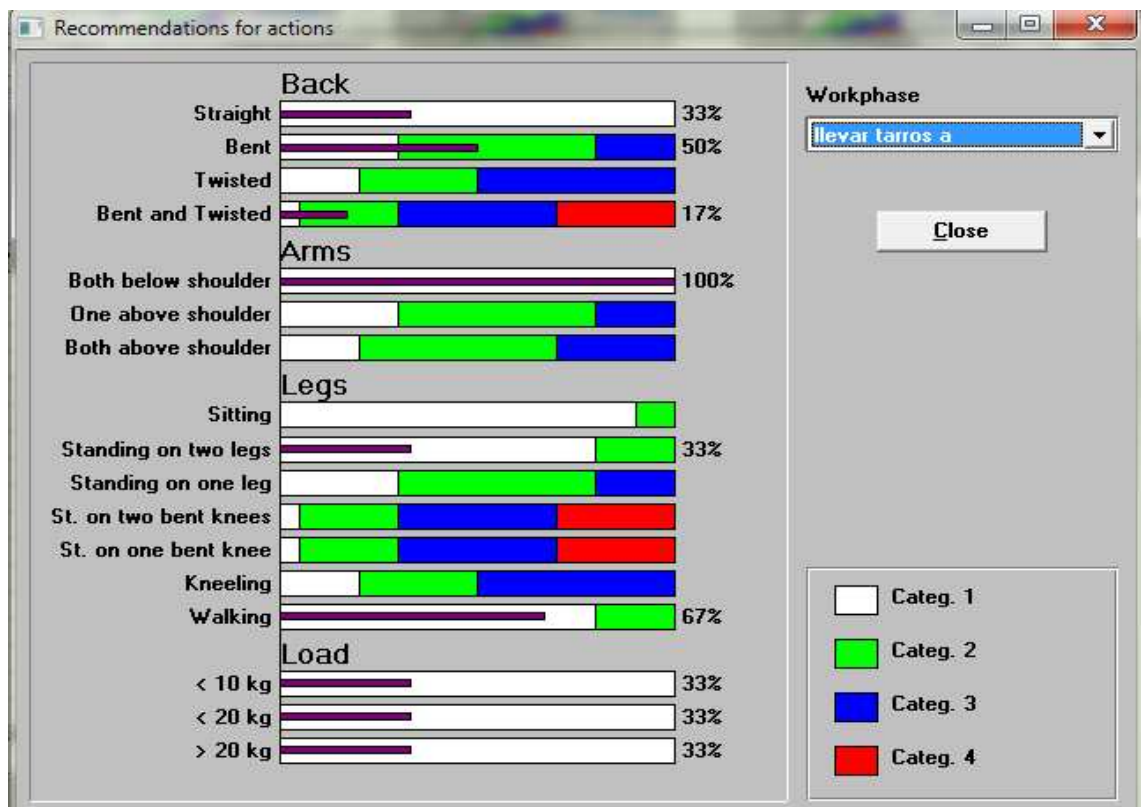 Recommendations for actions
Back
Straight 33%
Bent 50%
Twisted
Bent and Twisted 17%
Arms
Both below shoulder 100%
One above shoulder
Both above shoulder
Legs
Sitting
Standing on two legs 33%
Standing on one leg
St. on two bent knees
St. on one bent knee
Kneeling
Walking 67%
Load
< 10 kg 33%
< 20 kg 33%
> 20 kg 33%
Workphase
llevar tarros a
Close
Categ. 1
Categ. 2
Categ. 3
Categ. 4